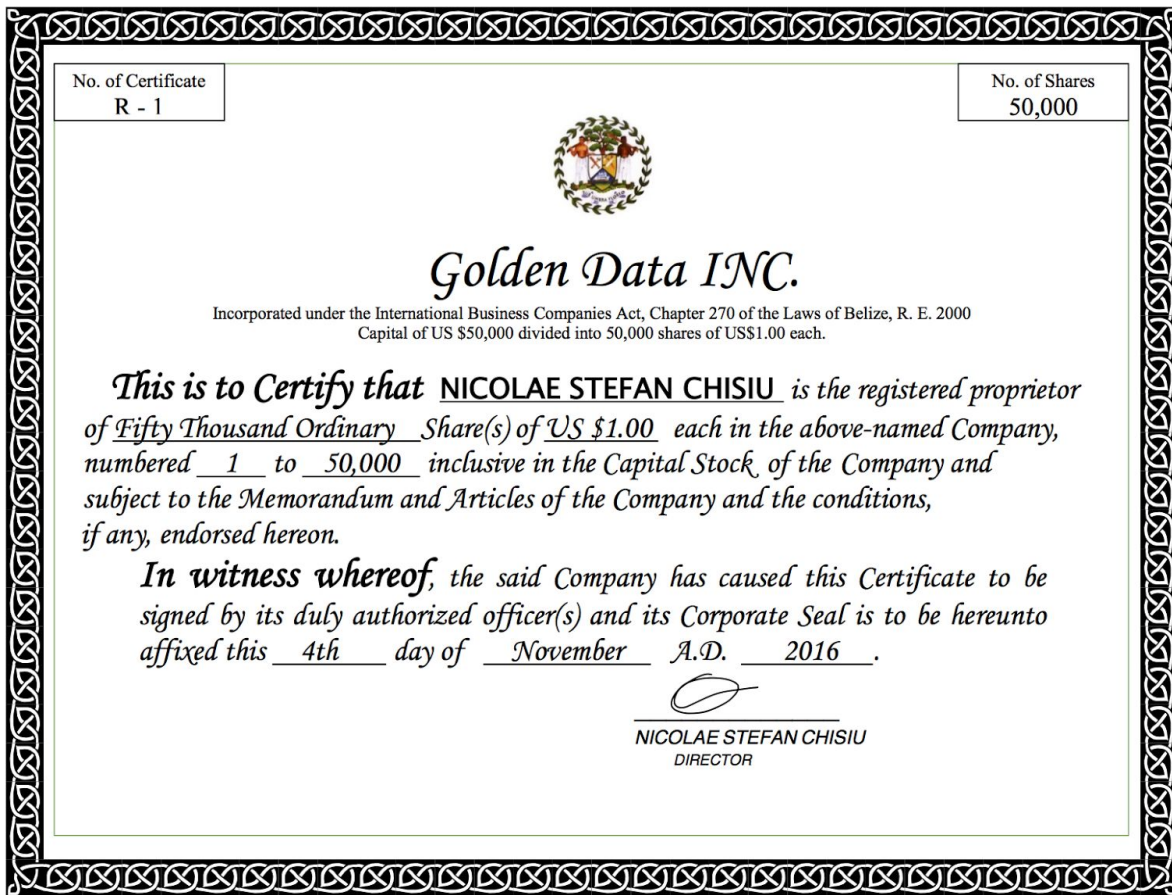 No. of Certificate
R - 1
No. of Shares
50,000
Golden Data INC.
Incorporated under the International Business Companies Act, Chapter 270 of the Laws of Belize, R. E. 2000
Capital of US $50,000 divided into 50,000 shares of US$1.00 each.
This is to Certify that NICOLAE STEFAN CHISIU is the registered proprietor
of Fifty Thousand Ordinary Share(s) of US $1.00 each in the above-named Company,
numbered 1 to 50,000 inclusive in the Capital Stock of the Company and
subject to the Memorandum and Articles of the Company and the conditions,
if any, endorsed hereon.
In witness whereof, the said Company has caused this Certificate to be
signed by its duly authorized officer(s) and its Corporate Seal is to be hereunto
affixed this 4th day of November A.D. 2016.
NICOLAE STEFAN CHISIU
DIRECTOR